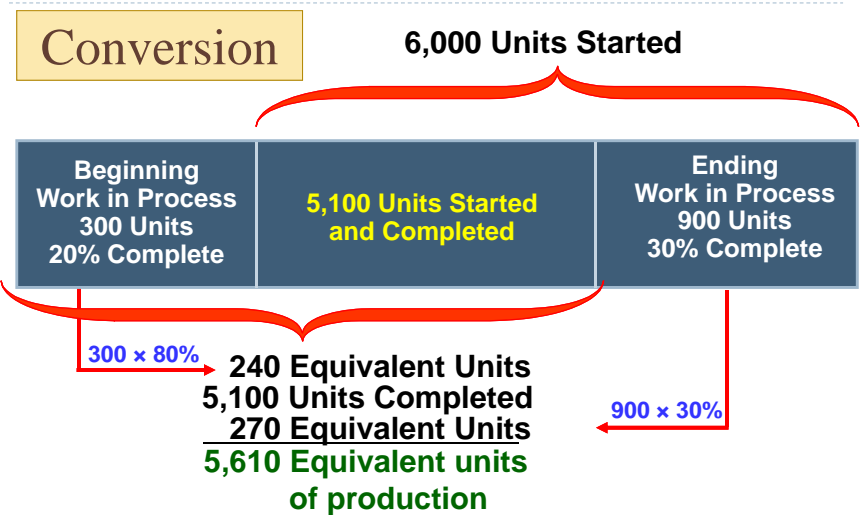 Conversion
6,000 Units Started
Beginning
Work in Process
300 Units
20% Complete
5,100 Units Started
and Completed
Ending
Work in Process
900 Units
30% Complete
300 × 80%
240 Equivalent Units
5,100 Units Completed
270 Equivalent Units
900 × 30%
5,610 Equivalent units
of production